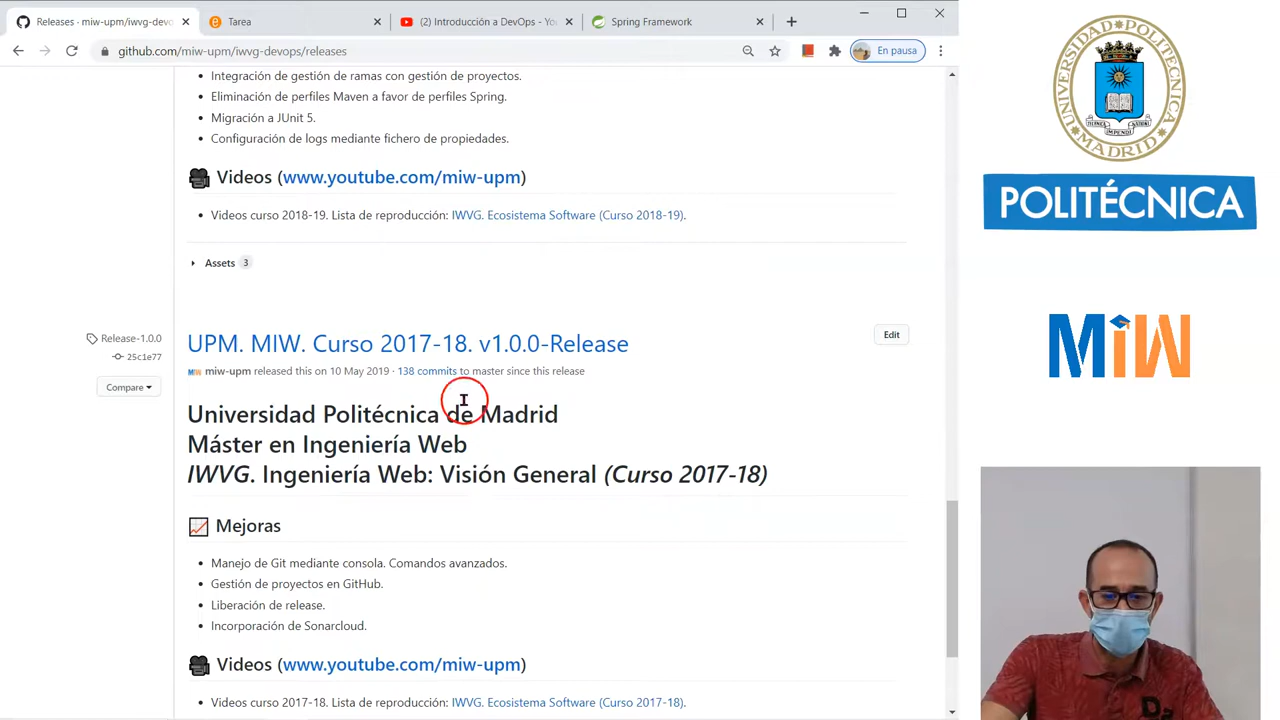 Releases · miw-upm/iwvg-devo
Tarea
(2) Introducción a DevOps - Yo
Spring Framework
github.com/miw-upm/iwvg-devops/releases
En pausa
Integración de gestión de ramas con gestión de proyectos.
Eliminación de perfiles Maven a favor de perfiles Spring.
Migración a JUnit 5.
Configuración de logs mediante fichero de propiedades.
Videos (www.youtube.com/miw-upm)
Videos curso 2018-19. Lista de reproducción: IWVG. Ecosistema Software (Curso 2018-19).
Assets 3
Release-1.0.0
25c1e77
Compare
UPM. MIW. Curso 2017-18. v1.0.0-Release
Edit
miw-upm released this on 10 May 2019 · 138 commits to master since this release
Universidad Politécnica de Madrid
Máster en Ingeniería Web
IWVG. Ingeniería Web: Visión General (Curso 2017-18)
Mejoras
Manejo de Git mediante consola. Comandos avanzados.
Gestión de proyectos en GitHub.
Liberación de release.
Incorporación de Sonarcloud.
Videos (www.youtube.com/miw-upm)
Videos curso 2017-18. Lista de reproducción: IWVG. Ecosistema Software (Curso 2017-18).
UNIVERSIDAD POLITÉCNICA DE MADRID
POLITÉCNICA
MiW